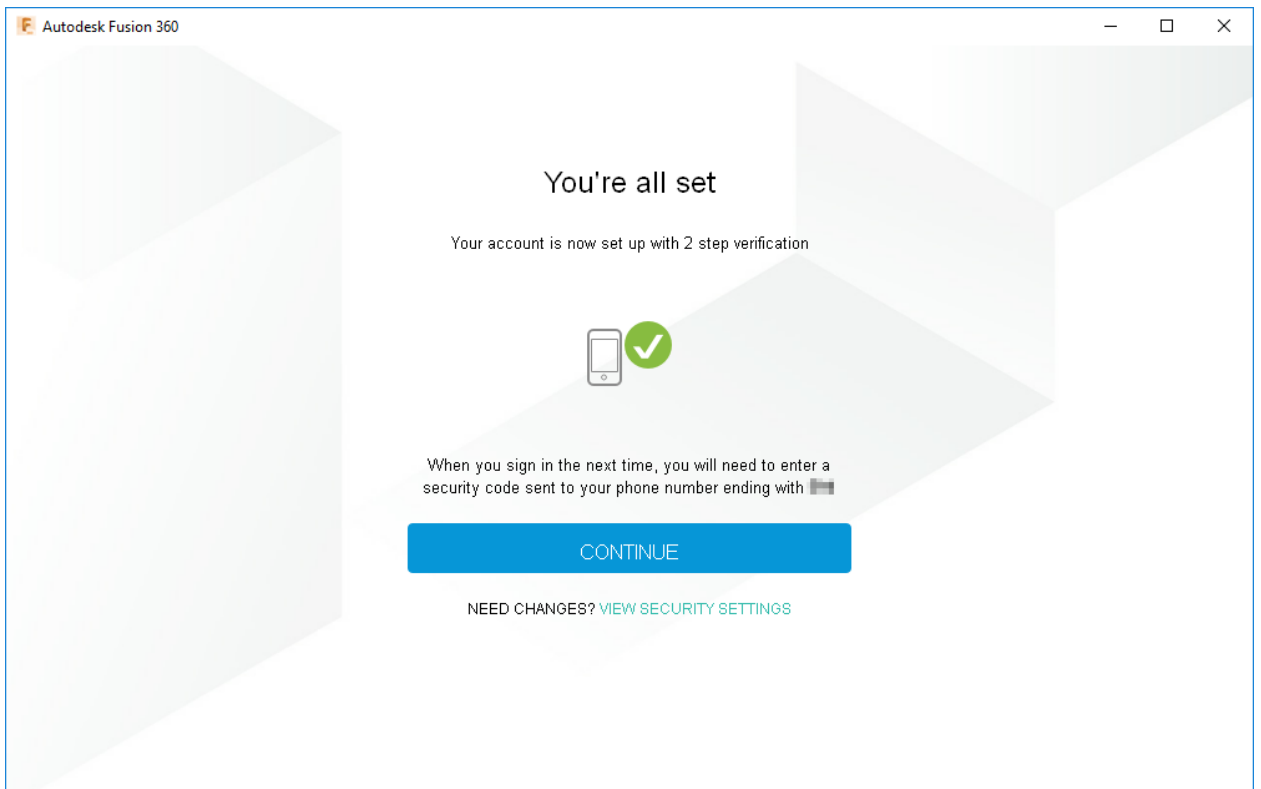 Autodesk Fusion 360
You're all set
Your account is now set up with 2 step verification
When you sign in the next time, you will need to enter a
security code sent to your phone number ending with
CONTINUE
NEED CHANGES? VIEW SECURITY SETTINGS